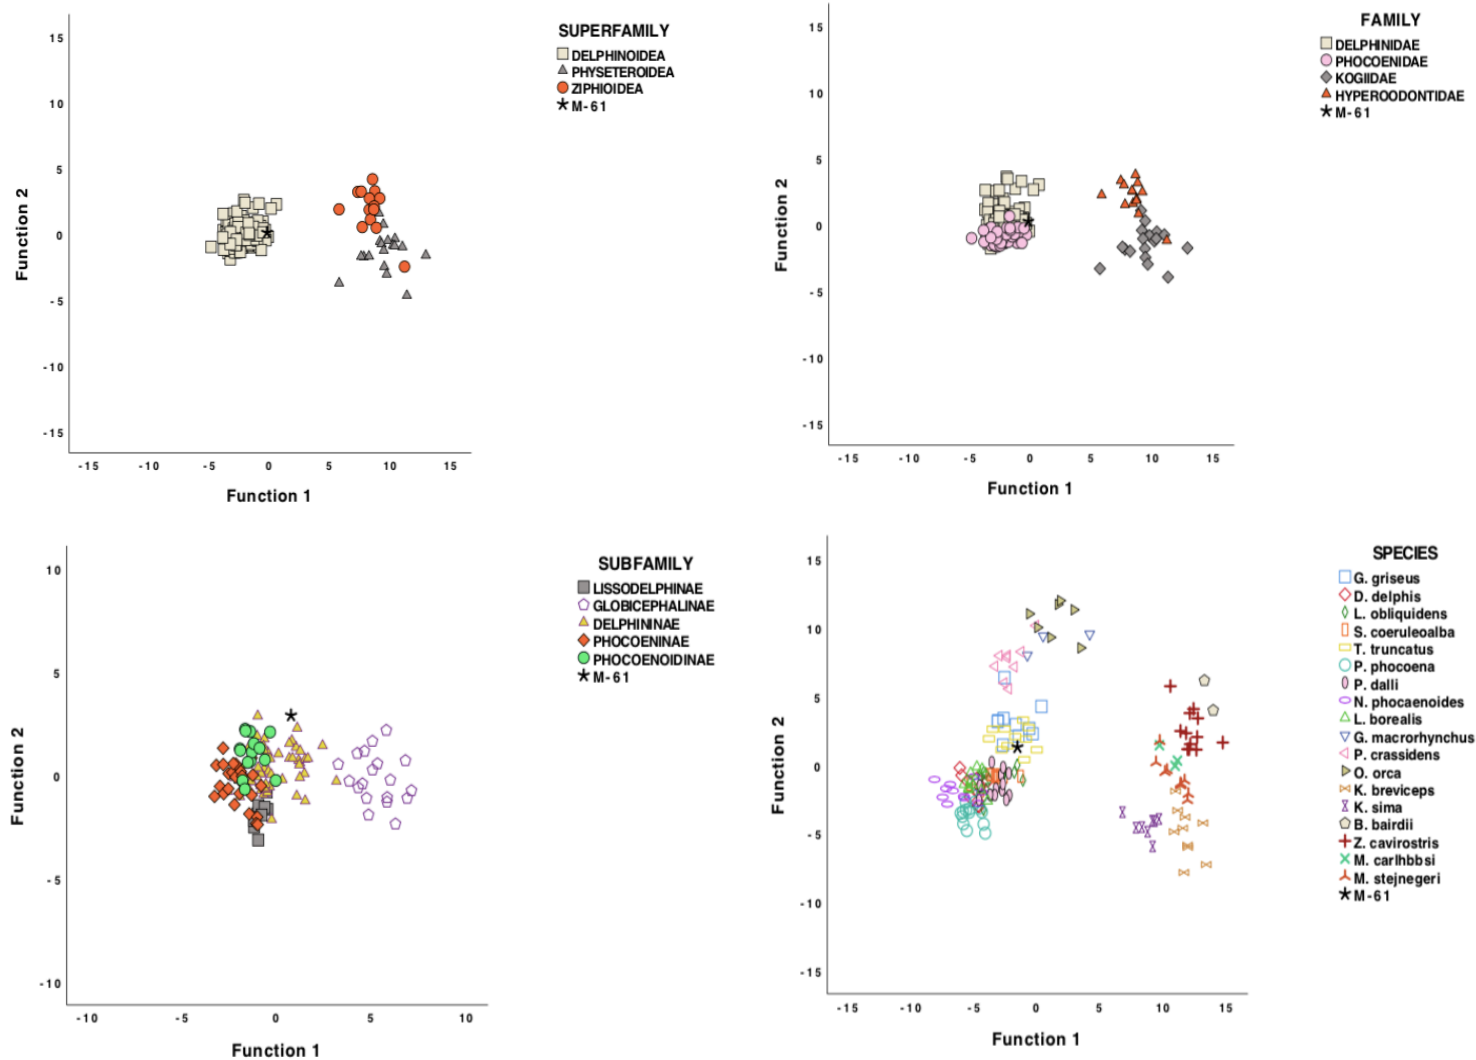 SUPERFAMILY
DELPHINOIDEA
PHYSETEROIDEA
ZIPHIOIDEA
M-61
15
10
5
0
-5
-10
-15
Function 2
-15 -10 -5 0 5 10 15
Function 1
FAMILY
DELPHINIDAE
PHOCOENIDAE
KOGIIDAE
HYPEROODONTIDAE
M-61
15
10
5
0
-5
-10
-15
Function 2
-15 -10 -5 0 5 10 15
Function 1
SUBFAMILY
LISSODELPHINAE
GLOBICEPHALINAE
DELPHININAE
PHOCOENINAE
PHOCOENOIDINAE
M-61
10
5
0
-5
-10
Function 2
-10 -5 0 5 10
Function 1
SPECIES
G. griseus
D. delphis
L. obliquidens
S. coeruleoalba
T. truncatus
P. phocoena
P. dalli
N. phocaenoides
L. borealis
G. macrorhynchus
P. crassidens
O. orca
K. breviceps
K. sima
B. bairdii
Z. cavirostris
M. carlhbbsi
M. stejnegeri
M-61
15
10
5
0
-5
-10
-15
Function 2
-15 -10 -5 0 5 10 15
Function 1